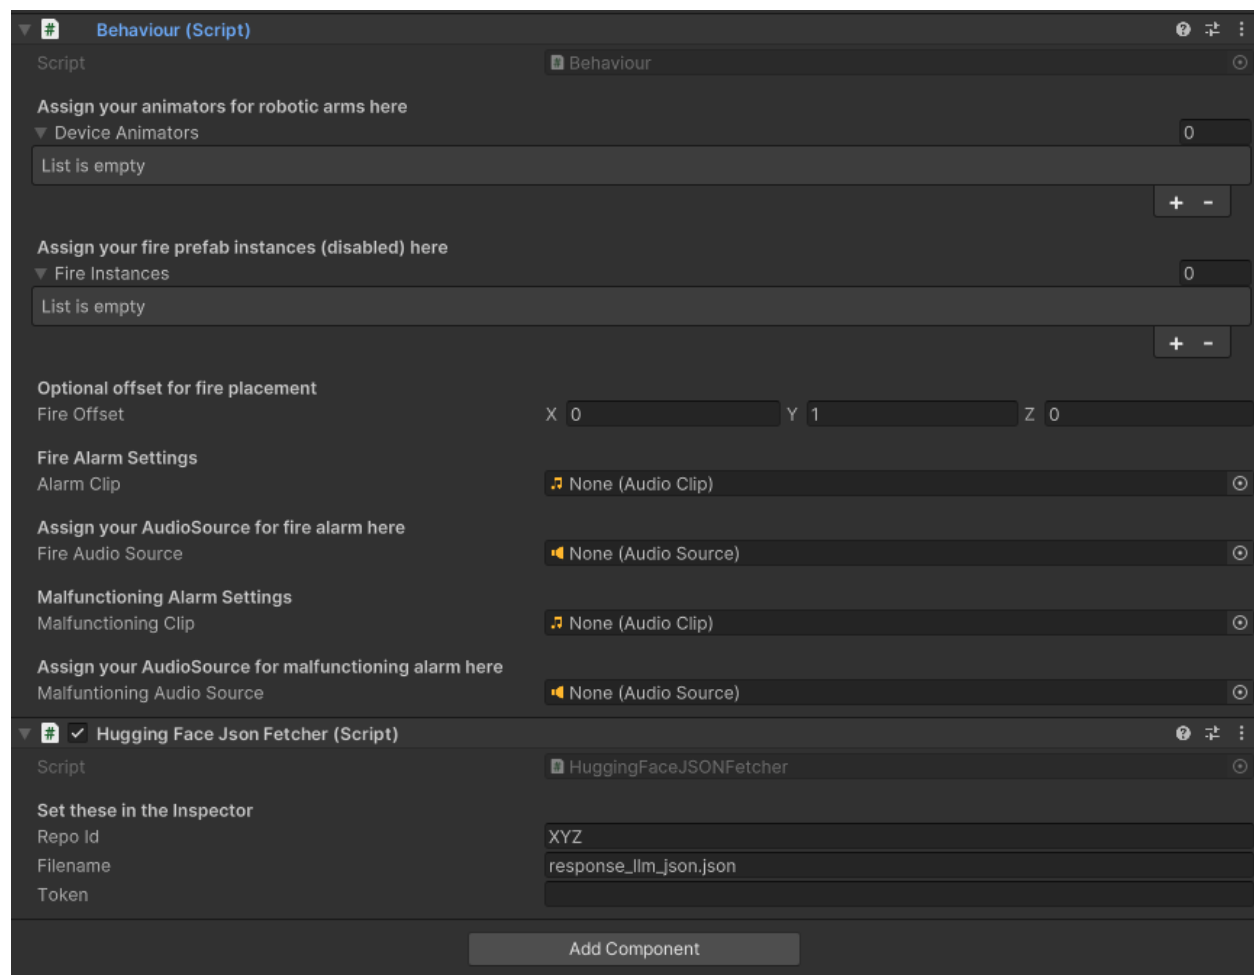 Behaviour (Script)
Script Behaviour
Assign your animators for robotic arms here
Device Animators 0
List is empty
+ -
Assign your fire prefab instances (disabled) here
Fire Instances 0
List is empty
+ -
Optional offset for fire placement
Fire Offset X 0 Y 1 Z 0
Fire Alarm Settings
Alarm Clip None (Audio Clip)
Assign your AudioSource for fire alarm here
Fire Audio Source None (Audio Source)
Malfunctioning Alarm Settings
Malfunctioning Clip None (Audio Clip)
Assign your AudioSource for malfunctioning alarm here
Malfuntioning Audio Source None (Audio Source)
Hugging Face Json Fetcher (Script)
Script HuggingFaceJSONFetcher
Set these in the Inspector
Repo Id XYZ
Filename response_llm_json.json
Token
Add Component